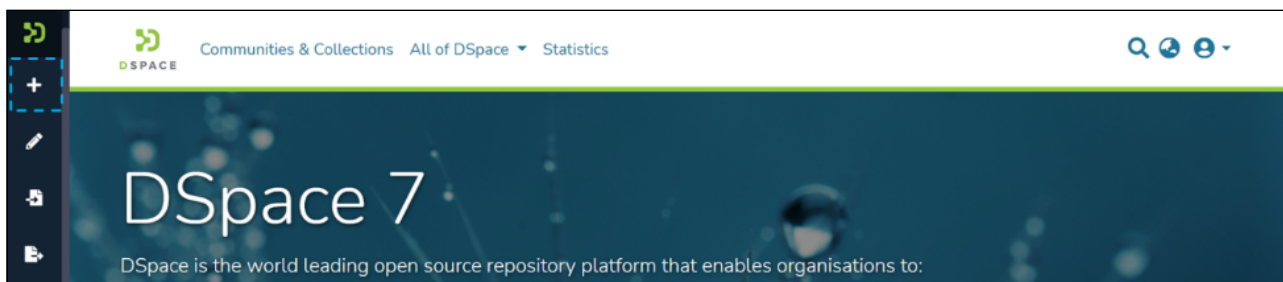 DSPACE
Communities & Collections All of DSpace Statistics
DSpace 7
DSpace is the world leading open source repository platform that enables organisations to: